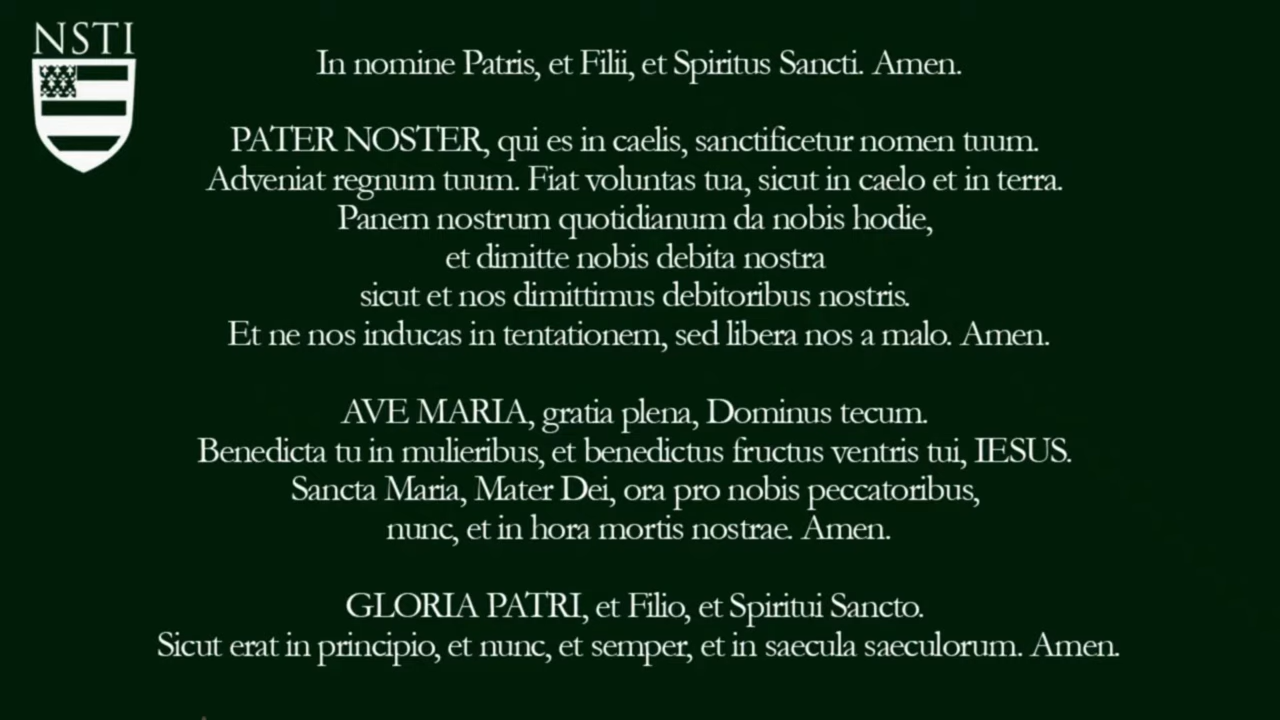 NSTI
In nomine Patris, et Filii, et Spiritus Sancti. Amen.
PATER NOSTER, qui es in caelis, sanctificetur nomen tuum.
Adveniat regnum tuum. Fiat voluntas tua, sicut in caelo et in terra.
Panem nostrum quotidianum da nobis hodie,
et dimitte nobis debita nostra
sicut et nos dimittimus debitoribus nostris.
Et ne nos inducas in tentationem, sed libera nos a malo. Amen.
AVE MARIA, gratia plena, Dominus tecum.
Benedicta tu in mulieribus, et benedictus fructus ventris tui, IESUS.
Sancta Maria, Mater Dei, ora pro nobis peccatoribus,
nunc, et in hora mortis nostrae. Amen.
GLORIA PATRI, et Filio, et Spiritui Sancto.
Sicut erat in principio, et nunc, et semper, et in saecula saeculorum. Amen.